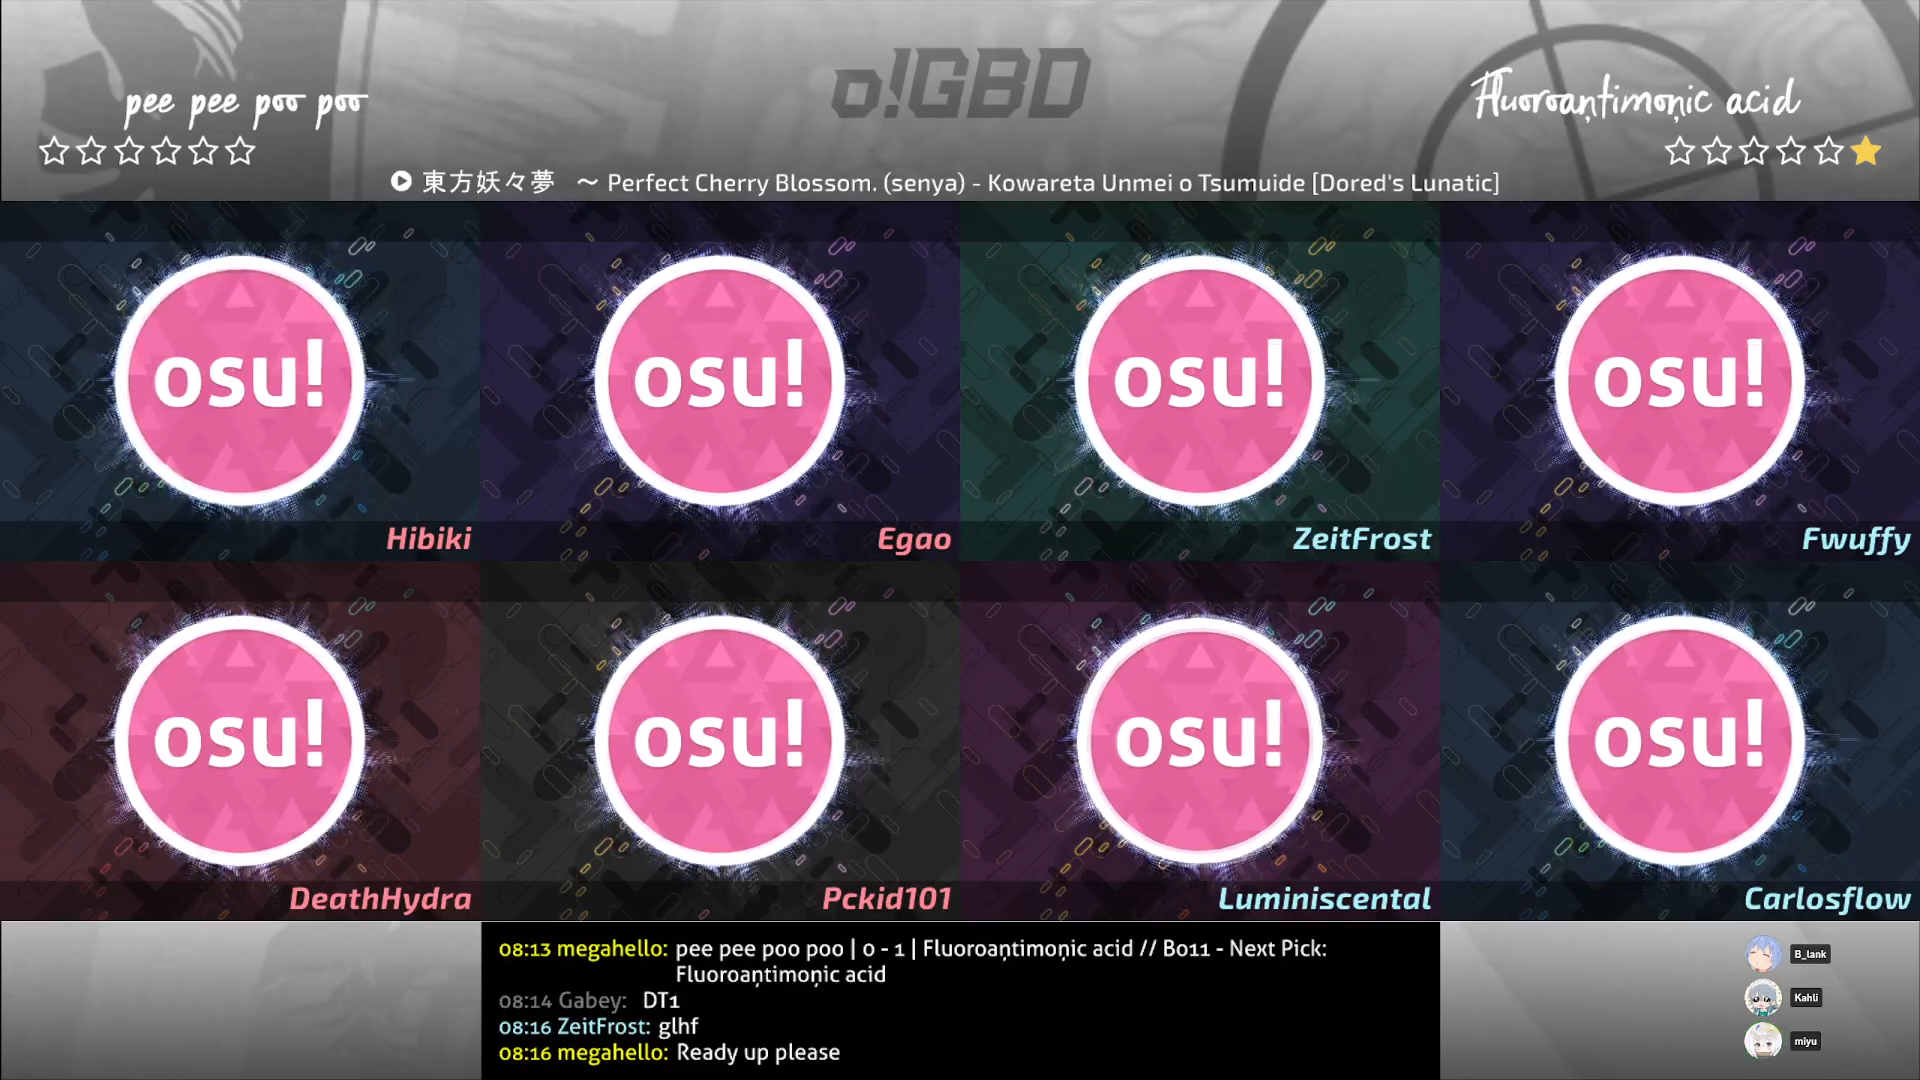 o!GBD
pee pee poo poo
Fluoroaņtimoņic acid
東方妖々夢 ～ Perfect Cherry Blossom. (senya) - Kowareta Unmei o Tsumuide [Dored's Lunatic]
osu!
osu!
osu!
osu!
Hibiki
Egao
ZeitFrost
Fwuffy
osu!
osu!
osu!
osu!
DeathHydra
Pckid101
Luminiscental
Carlosflow
08:13 megahello: pee pee poo poo | 0 - 1 | Fluoroaņtimoņic acid // Bo11 - Next Pick:
Fluoroaņtimoņic acid
08:14 Gabey: DT1
08:16 ZeitFrost: glhf
08:16 megahello: Ready up please
B_lank
Kahli
miyu